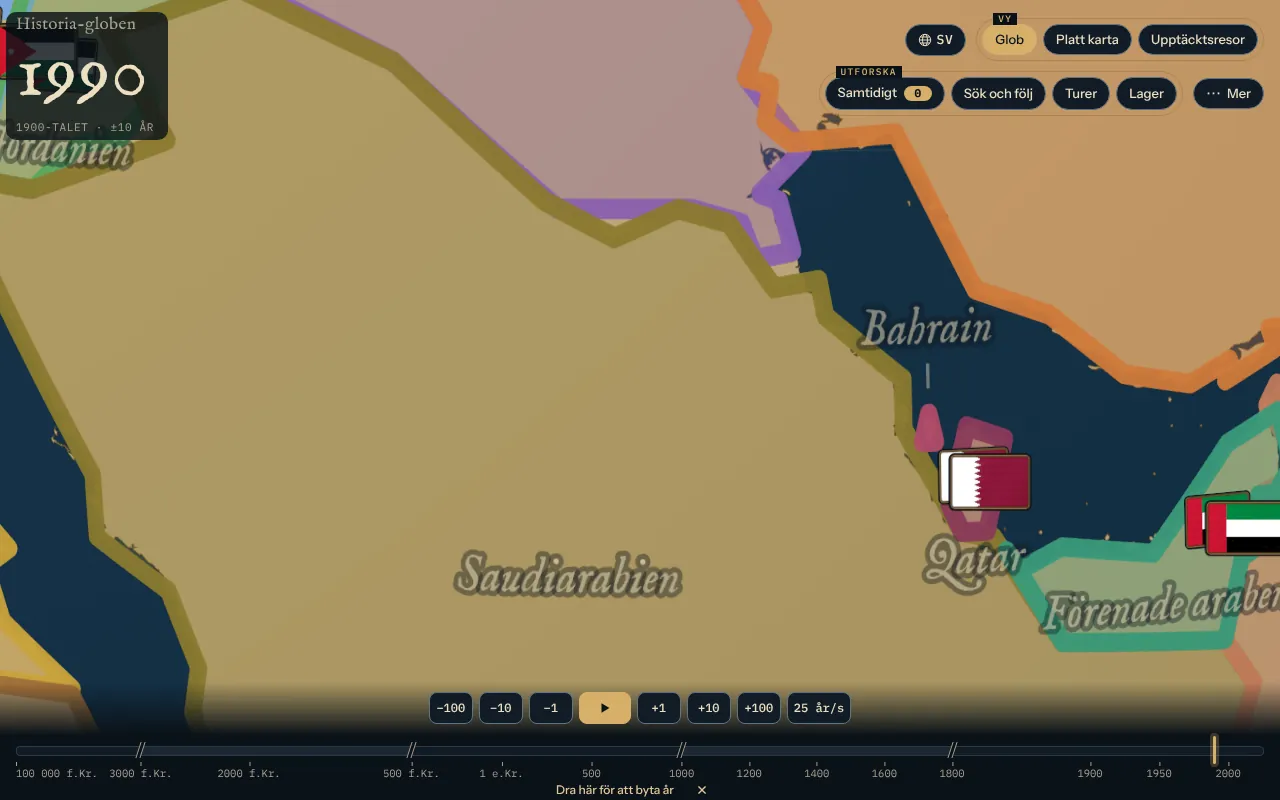 Historia-globen
1990
1900-TALET · ±10 ÅR
VY
SV
Glob
Platt karta
Upptäcktsresor
UTFORSKA
Samtidigt 0
Sök och följ
Turer
Lager
··· Mer
Jordanien
Bahrain
Saudiarabien
Qatar
Förenade araber
−100
−10
−1
+1
+10
+100
25 år/s
100 000 f.Kr.
3000 f.Kr.
2000 f.Kr.
500 f.Kr.
1 e.Kr.
500
1000
1200
1400
1600
1800
1900
1950
2000
Dra här för att byta år ×